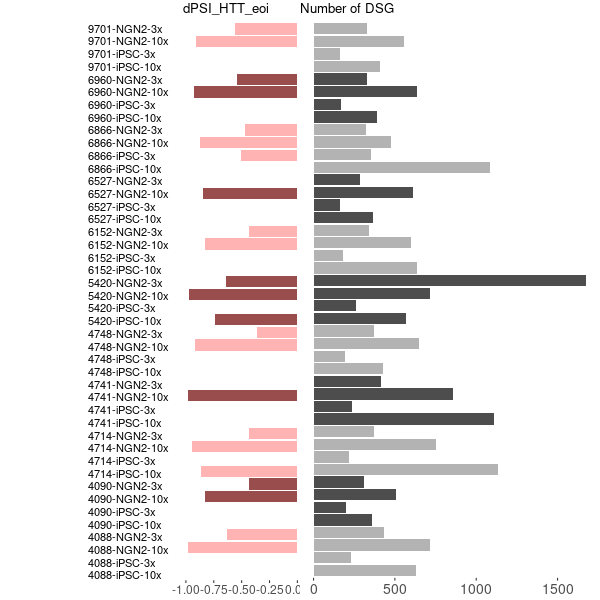 dPSI_HTT_eoi Number of DSG
9701-NGN2-3x
9701-NGN2-10x
9701-iPSC-3x
9701-iPSC-10x
6960-NGN2-3x
6960-NGN2-10x
6960-iPSC-3x
6960-iPSC-10x
6866-NGN2-3x
6866-NGN2-10x
6866-iPSC-3x
6866-iPSC-10x
6527-NGN2-3x
6527-NGN2-10x
6527-iPSC-3x
6527-iPSC-10x
6152-NGN2-3x
6152-NGN2-10x
6152-iPSC-3x
6152-iPSC-10x
5420-NGN2-3x
5420-NGN2-10x
5420-iPSC-3x
5420-iPSC-10x
4748-NGN2-3x
4748-NGN2-10x
4748-iPSC-3x
4748-iPSC-10x
4741-NGN2-3x
4741-NGN2-10x
4741-iPSC-3x
4741-iPSC-10x
4714-NGN2-3x
4714-NGN2-10x
4714-iPSC-3x
4714-iPSC-10x
4090-NGN2-3x
4090-NGN2-10x
4090-iPSC-3x
4090-iPSC-10x
4088-NGN2-3x
4088-NGN2-10x
4088-iPSC-3x
4088-iPSC-10x
-1.00 -0.75 -0.50 -0.25 0.0 0 500 1000 1500